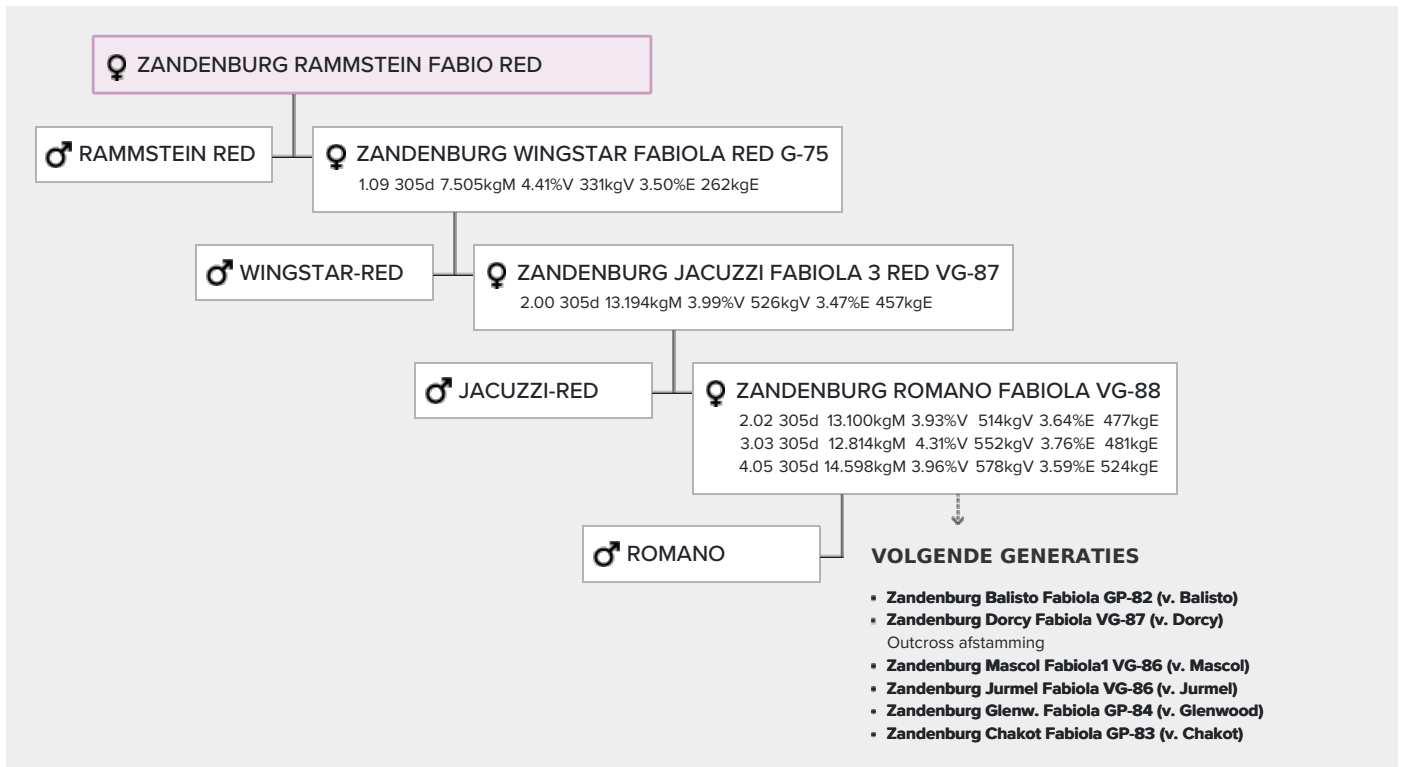 ZANDENBURG RAMMSTEIN FABIO RED
RAMMSTEIN RED
ZANDENBURG WINGSTAR FABIOLA RED G-75
1.09 305d 7.505kgM 4.41%V 331kgV 3.50%E 262kgE
WINGSTAR-RED
ZANDENBURG JACUZZI FABIOLA 3 RED VG-87
2.00 305d 13.194kgM 3.99%V 526kgV 3.47%E 457kgE
JACUZZI-RED
ZANDENBURG ROMANO FABIOLA VG-88
2.02 305d 13.100kgM 3.93%V 514kgV 3.64%E 477kgE
3.03 305d 12.814kgM 4.31%V 552kgV 3.76%E 481kgE
4.05 305d 14.598kgM 3.96%V 578kgV 3.59%E 524kgE
ROMANO
VOLGENDE GENERATIES
• Zandenburg Balisto Fabiola GP-82 (v. Balisto)
• Zandenburg Dorcy Fabiola VG-87 (v. Dorcy)
Outcross afstamming
• Zandenburg Mascol Fabiola1 VG-86 (v. Mascol)
• Zandenburg Jurmel Fabiola VG-86 (v. Jurmel)
• Zandenburg Glenw. Fabiola GP-84 (v. Glenwood)
• Zandenburg Chakot Fabiola GP-83 (v. Chakot)